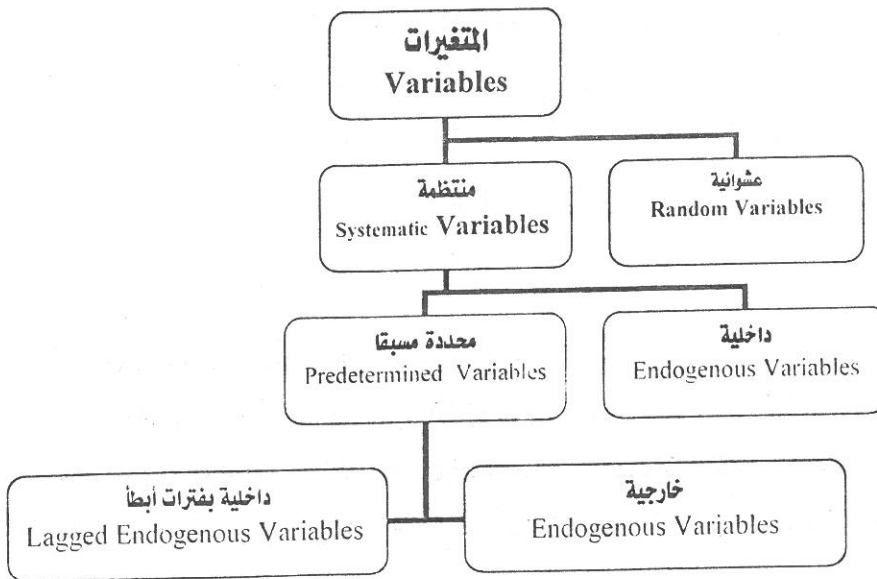 المتغيرات
Variables
منتظمة
Systematic Variables
عشوائية
Random Variables
محددة مسبقا
Predetermined Variables
داخلية
Endogenous Variables
داخلية بفترات أبطأ
Lagged Endogenous Variables
خارجية
Endogenous Variables